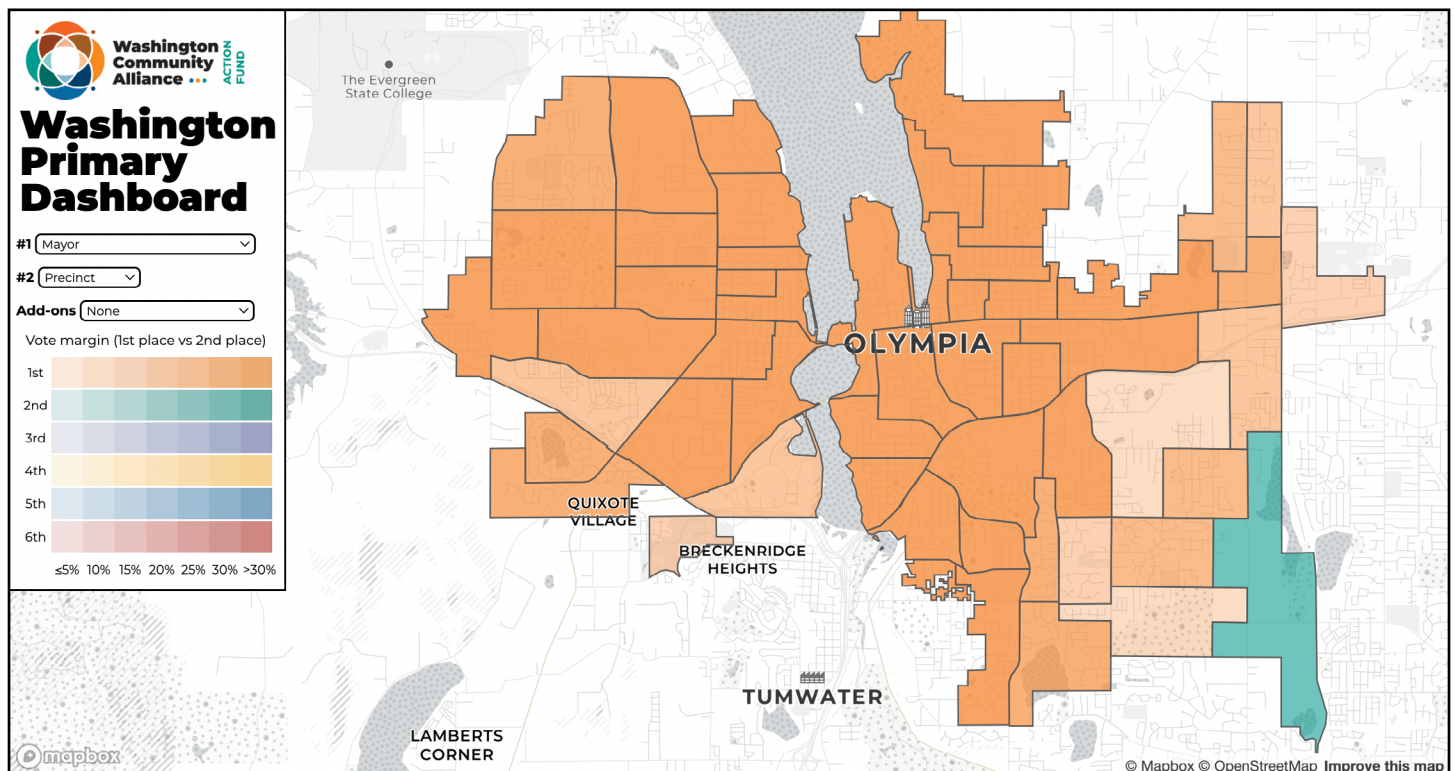 Washington
Community
Alliance
ACTION
FUND
Washington
Primary
Dashboard
#1 Mayor
#2 Precinct
Add-ons None
Vote margin (1st place vs 2nd place)
1st
2nd
3rd
4th
5th
6th
≤5% 10% 15% 20% 25% 30% >30%
The Evergreen
State College
OLYMPIA
QUIXOTE
VILLAGE
BRECKENRIDGE
HEIGHTS
TUMWATER
LAMBERTS
CORNER
mapbox
© Mapbox © OpenStreetMap Improve this map